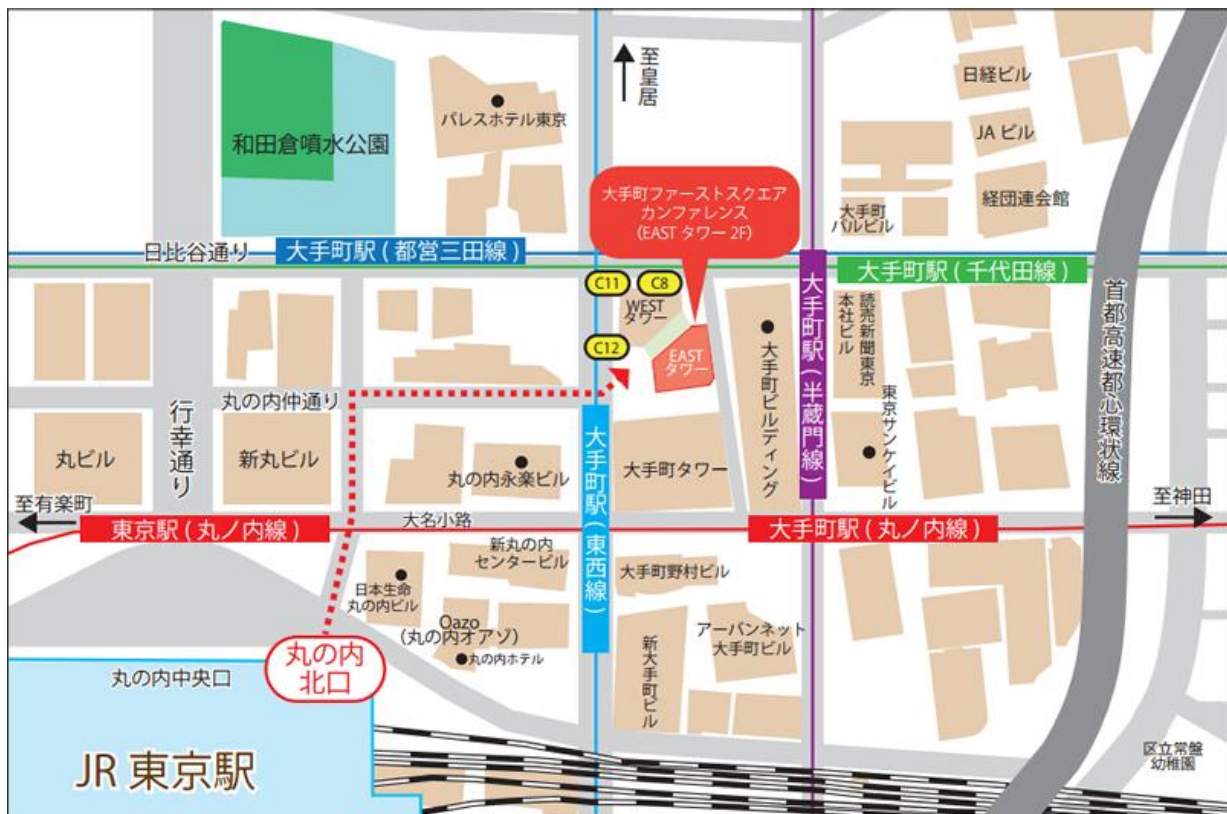 至皇居
日経ビル
パレスホテル東京
JA ビル
和田倉噴水公園
大手町ファーストスクエア
カンファレンス
(EAST タワー 2F)
経団連会館
大手町
パルビル
日比谷通り
大手町駅 ( 都営三田線 )
大手町駅 ( 千代田線 )
C11
C8
WEST
タワー
C12
EAST
タワー
大手町ビルディング
大手町駅 ( 半蔵門線 )
読売新聞東京
本社ビル
東京サンケイビル
首都高速都心環状線
丸の内仲通り
行幸通り
丸ビル
新丸ビル
丸の内永楽ビル
大手町駅 ( 東西線 )
大手町タワー
至有楽町
至神田
東京駅 ( 丸ノ内線 )
大名小路
大手町駅 ( 丸ノ内線 )
日本生命
丸の内ビル
新丸の内
センタービル
大手町野村ビル
Oazo
(丸の内オアゾ)
丸の内ホテル
アーバンネット
大手町ビル
新大手町ビル
丸の内
北口
丸の内中央口
JR 東京駅
区立常盤
幼稚園